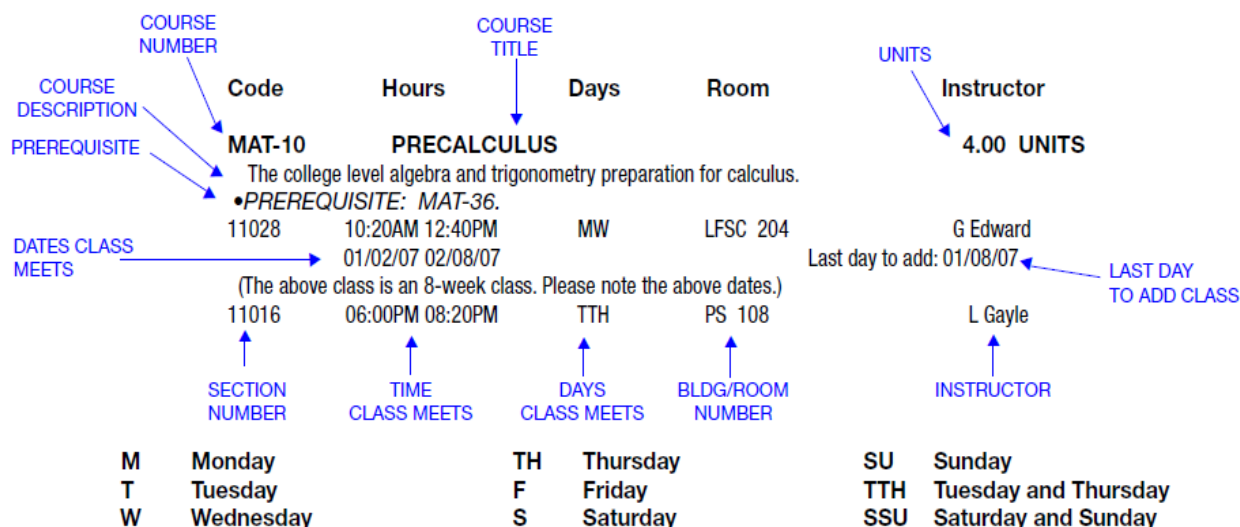 COURSE NUMBER
COURSE TITLE
UNITS
COURSE DESCRIPTION
PREREQUISITE
Code Hours Days Room Instructor
MAT-10 PRECALCULUS 4.00 UNITS
The college level algebra and trigonometry preparation for calculus.
•PREREQUISITE: MAT-36.
11028 10:20AM 12:40PM MW LFSC 204 G Edward
DATES CLASS MEETS
01/02/07 02/08/07 Last day to add: 01/08/07
LAST DAY TO ADD CLASS
(The above class is an 8-week class. Please note the above dates.)
11016 06:00PM 08:20PM TTH PS 108 L Gayle
SECTION NUMBER
TIME CLASS MEETS
DAYS CLASS MEETS
BLDG/ROOM NUMBER
INSTRUCTOR
M Monday TH Thursday SU Sunday
T Tuesday F Friday TTH Tuesday and Thursday
W Wednesday S Saturday SSU Saturday and Sunday